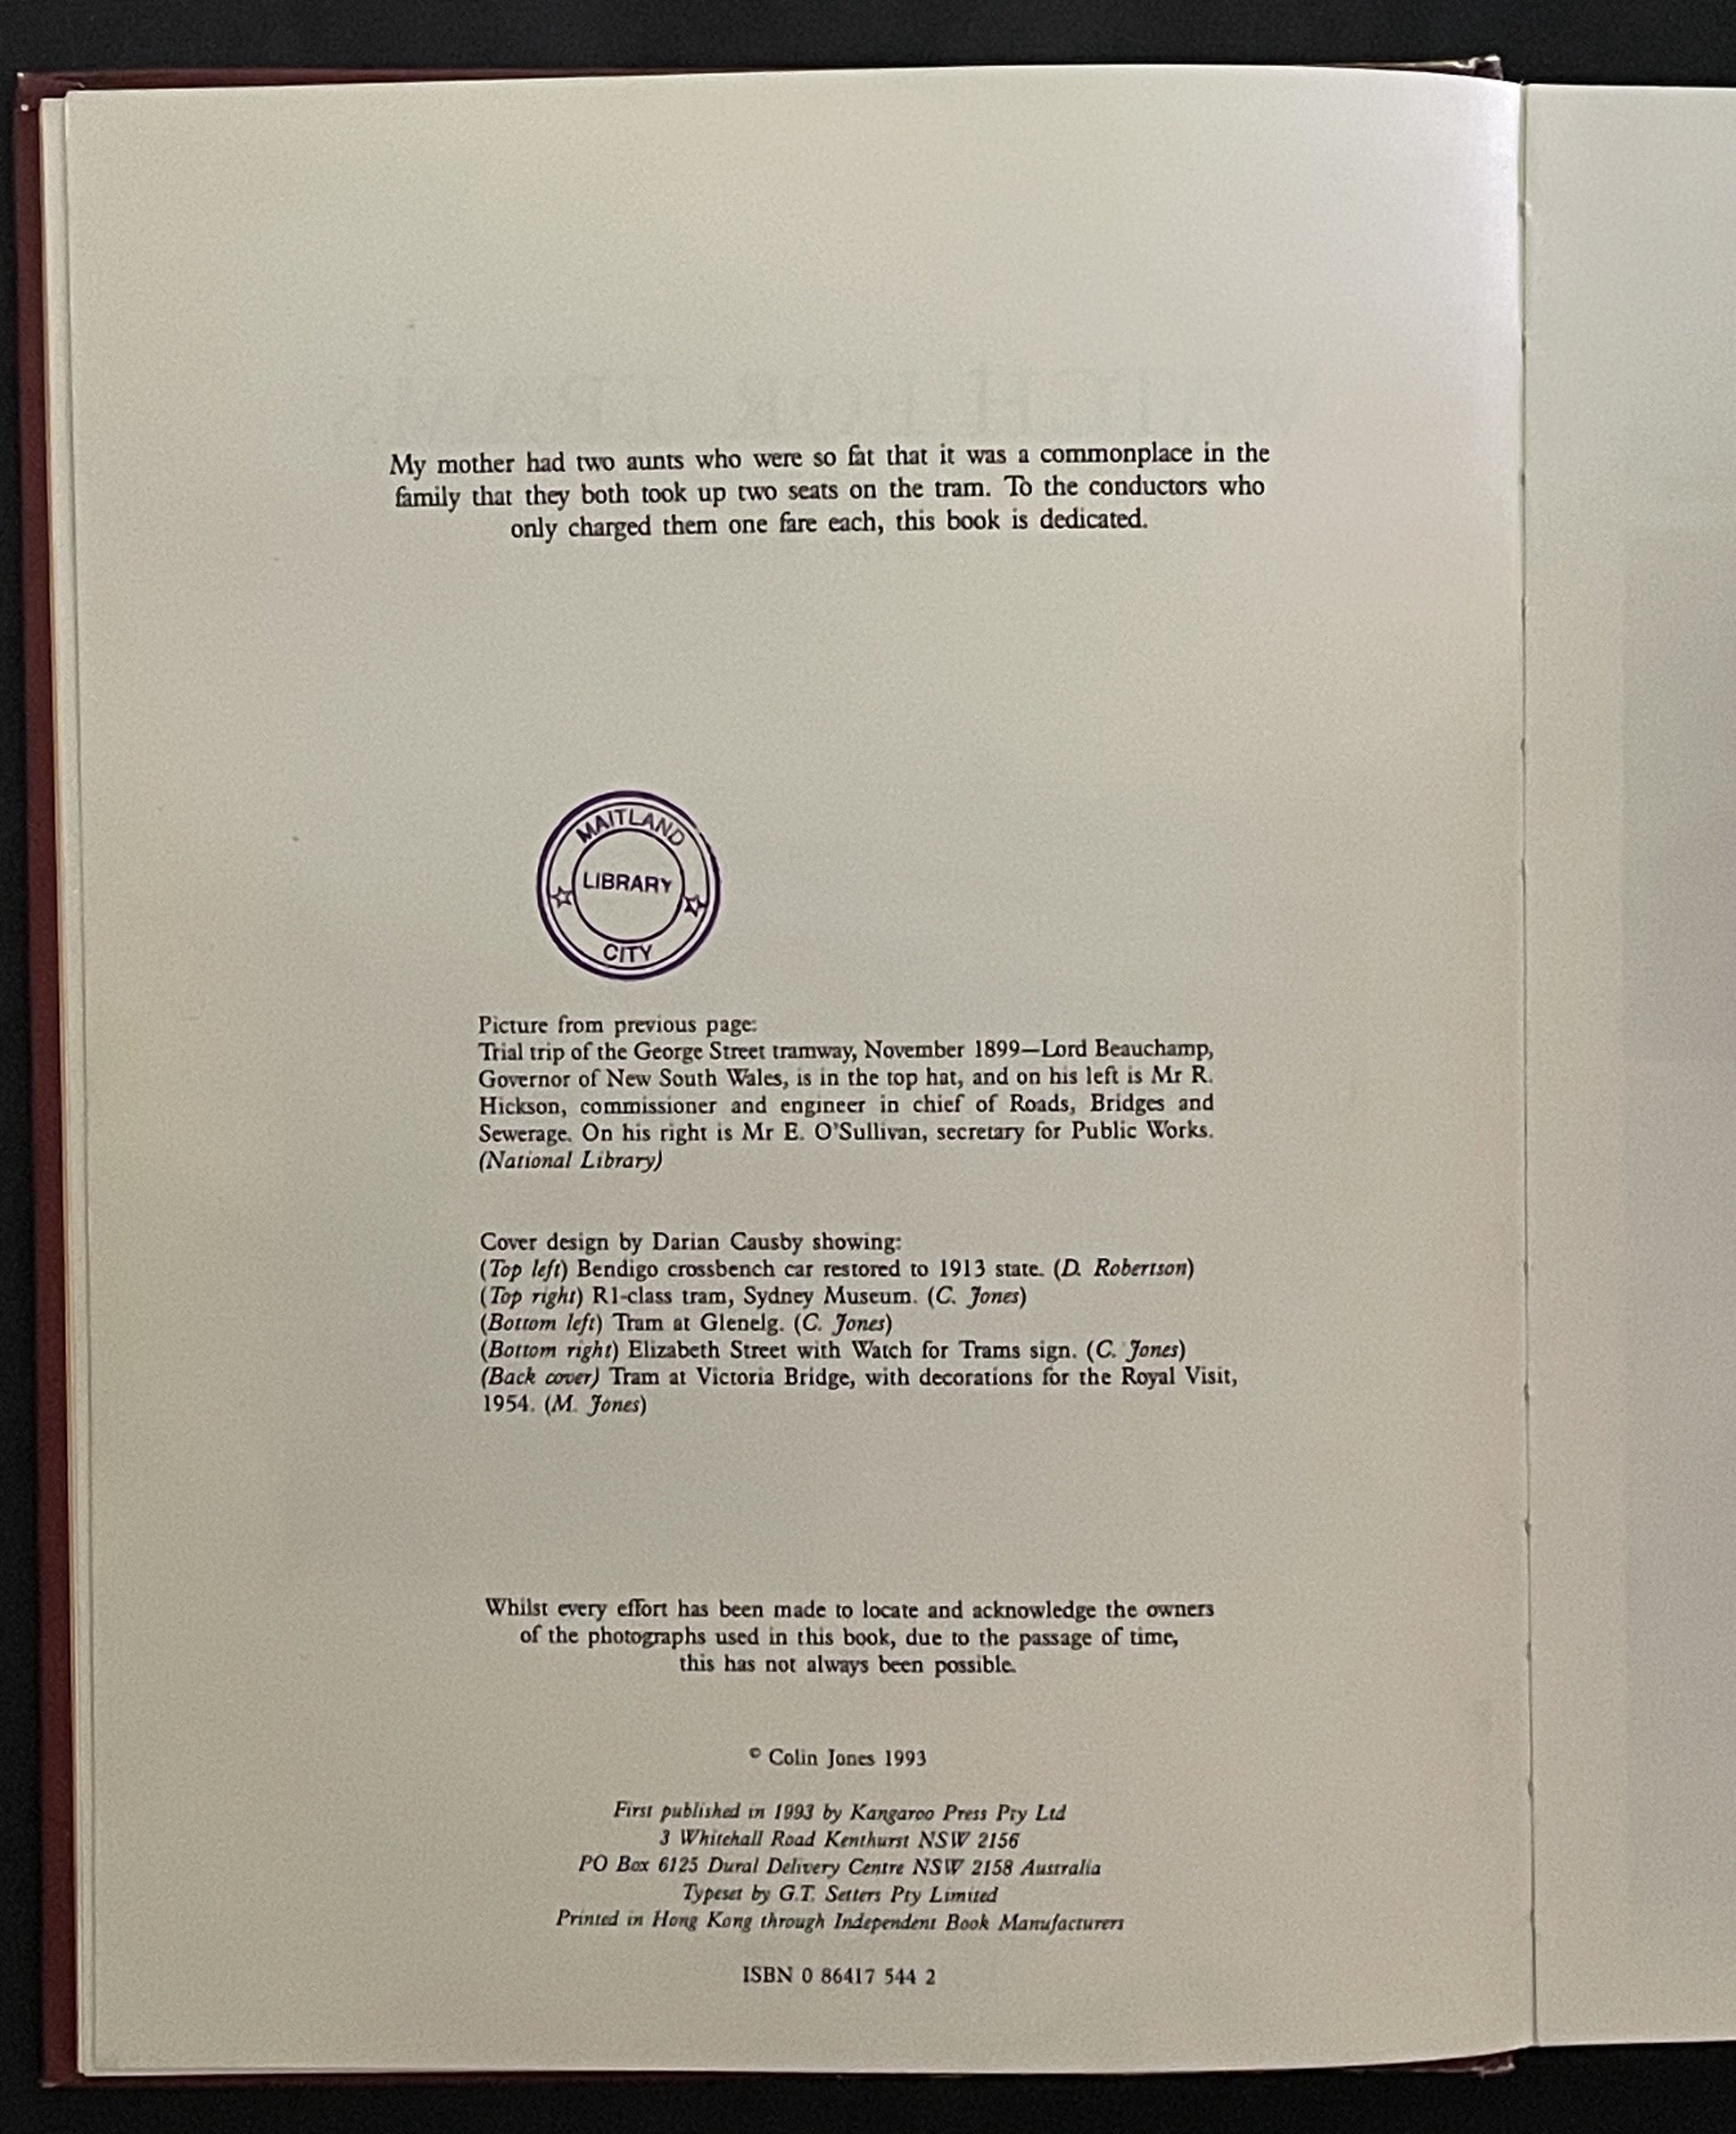 My mother had two aunts who were so fat that it was a commonplace in the
family that they both took up two seats on the tram. To the conductors who
only charged them one fare each, this book is dedicated.
MAITLAND
LIBRARY
CITY
Picture from previous page:
Trial trip of the George Street tramway, November 1899—Lord Beauchamp,
Governor of New South Wales, is in the top hat, and on his left is Mr R.
Hickson, commissioner and engineer in chief of Roads, Bridges and
Sewerage. On his right is Mr E. O'Sullivan, secretary for Public Works.
(National Library)
Cover design by Darian Causby showing:
(Top left) Bendigo crossbench car restored to 1913 state. (D. Robertson)
(Top right) R1-class tram, Sydney Museum. (C. Jones)
(Bottom left) Tram at Glenelg. (C. Jones)
(Bottom right) Elizabeth Street with Watch for Trams sign. (C. Jones)
(Back cover) Tram at Victoria Bridge, with decorations for the Royal Visit,
1954. (M. Jones)
Whilst every effort has been made to locate and acknowledge the owners
of the photographs used in this book, due to the passage of time,
this has not always been possible.
© Colin Jones 1993
First published in 1993 by Kangaroo Press Pty Ltd
3 Whitehall Road Kenthurst NSW 2156
PO Box 6125 Dural Delivery Centre NSW 2158 Australia
Typeset by G.T. Setters Pty Limited
Printed in Hong Kong through Independent Book Manufacturers
ISBN 0 86417 544 2